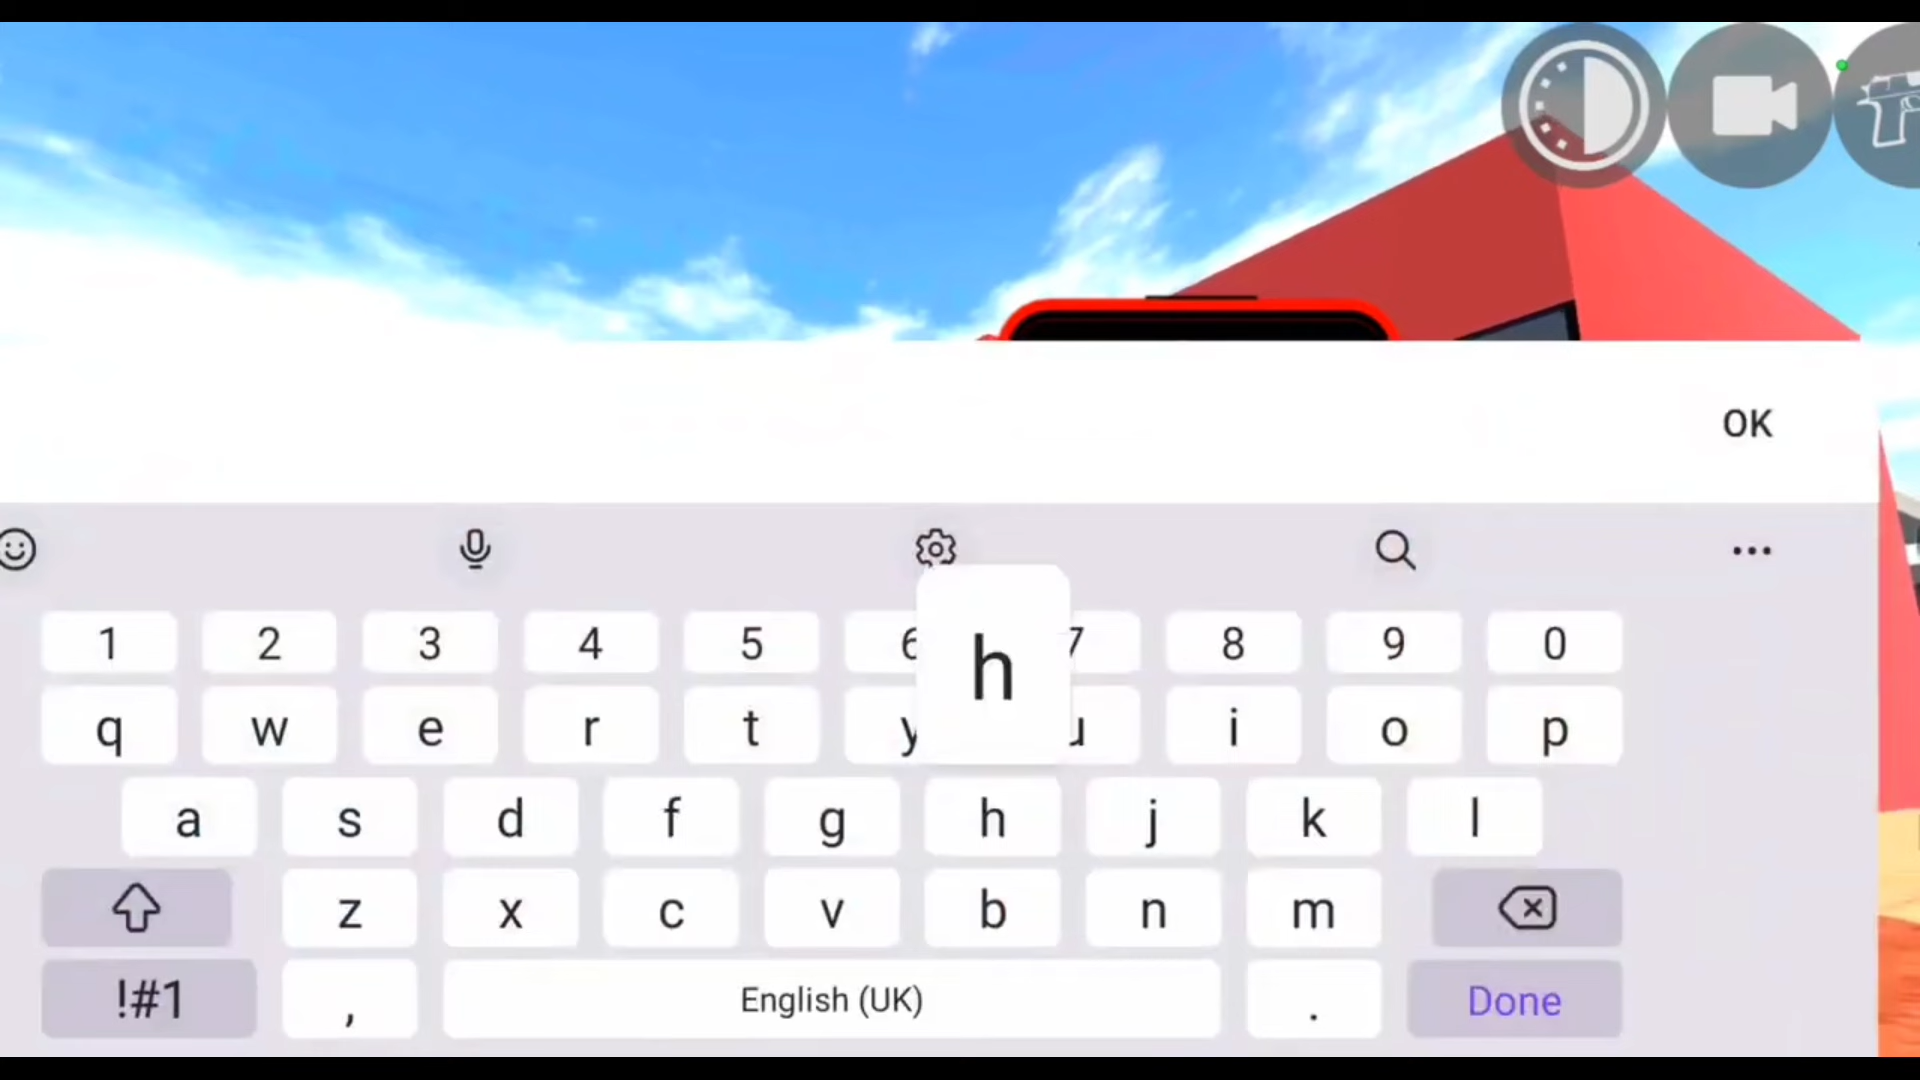 OK
h
1 2 3 4 5 6 7 8 9 0
q w e r t y u i o p
a s d f g h j k l
z x c v b n m
!#1 , English (UK) . Done